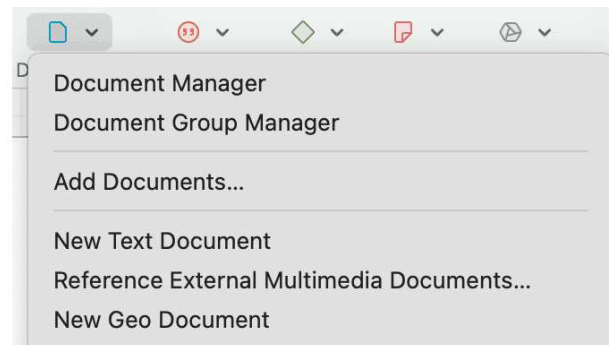 D
Document Manager
Document Group Manager
Add Documents...
New Text Document
Reference External Multimedia Documents...
New Geo Document